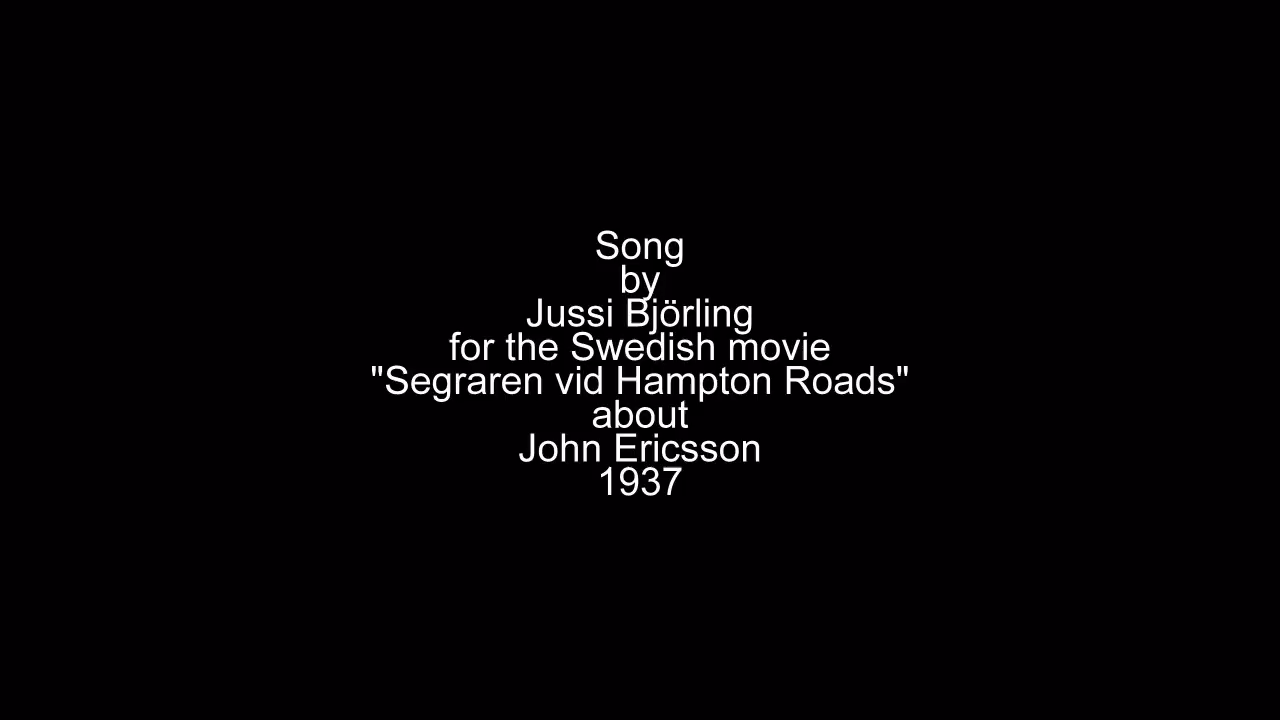 Song
by
Jussi Björling
for the Swedish movie
"Segraren vid Hampton Roads"
about
John Ericsson
1937